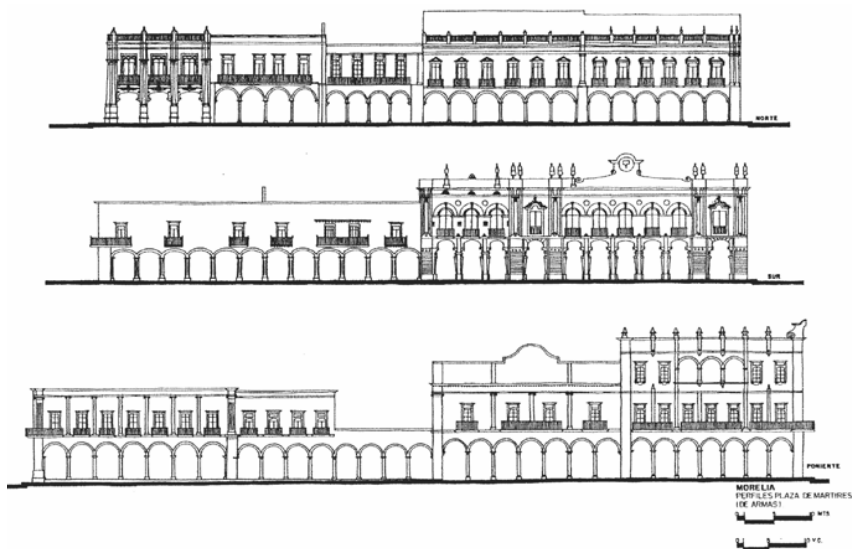 NORTE
SUR
PONIENTE
MORELIA
PERFILES PLAZA DE MARTIRES
(DE ARMAS)
MTS